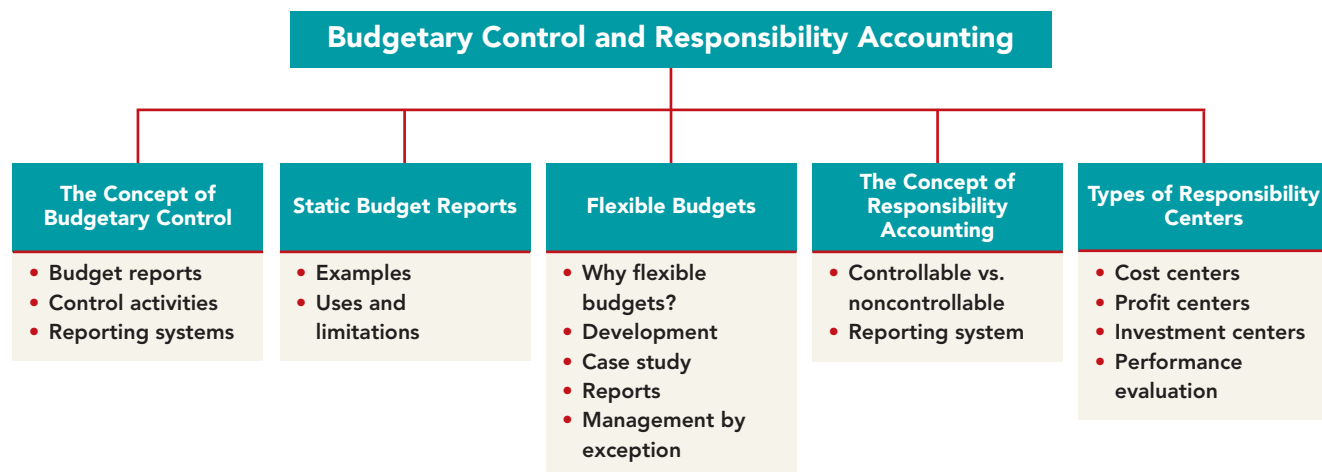 Budgetary Control and Responsibility Accounting
The Concept of
Budgetary Control
• Budget reports
• Control activities
• Reporting systems
Static Budget Reports
• Examples
• Uses and
limitations
Flexible Budgets
• Why flexible
budgets?
• Development
• Case study
• Reports
• Management by
exception
The Concept of
Responsibility
Accounting
• Controllable vs.
noncontrollable
• Reporting system
Types of Responsibility
Centers
• Cost centers
• Profit centers
• Investment centers
• Performance
evaluation